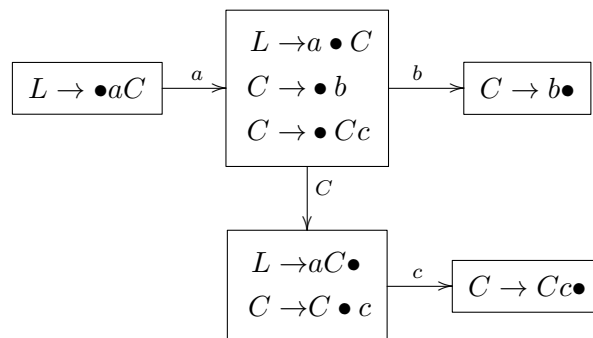 L → a • C
L → •aC
a
C → • b
b
C → b•
C → • Cc
C
L → aC•
C → C • c
c
C → Cc•